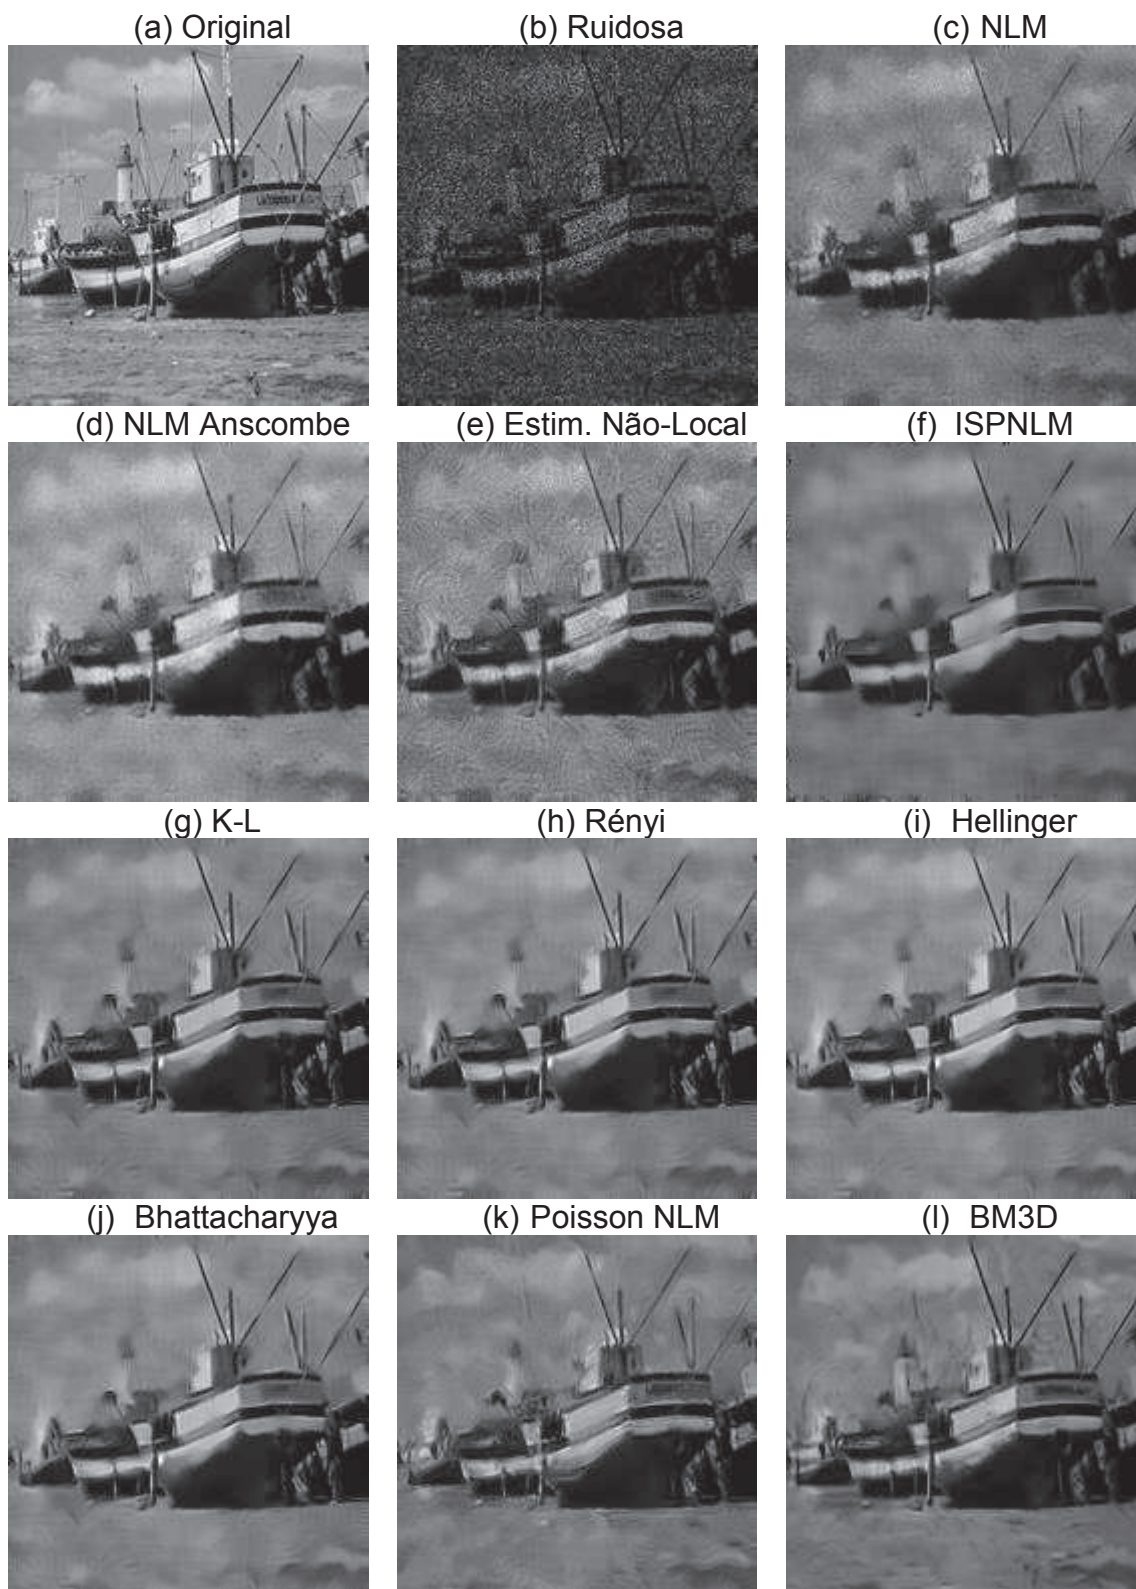 (a) Original
(b) Ruidosa
(c) NLM
(d) NLM Anscombe
(e) Estim. Não-Local
(f) ISPNLM
(g) K-L
(h) Rényi
(i) Hellinger
(j) Bhattacharyya
(k) Poisson NLM
(l) BM3D